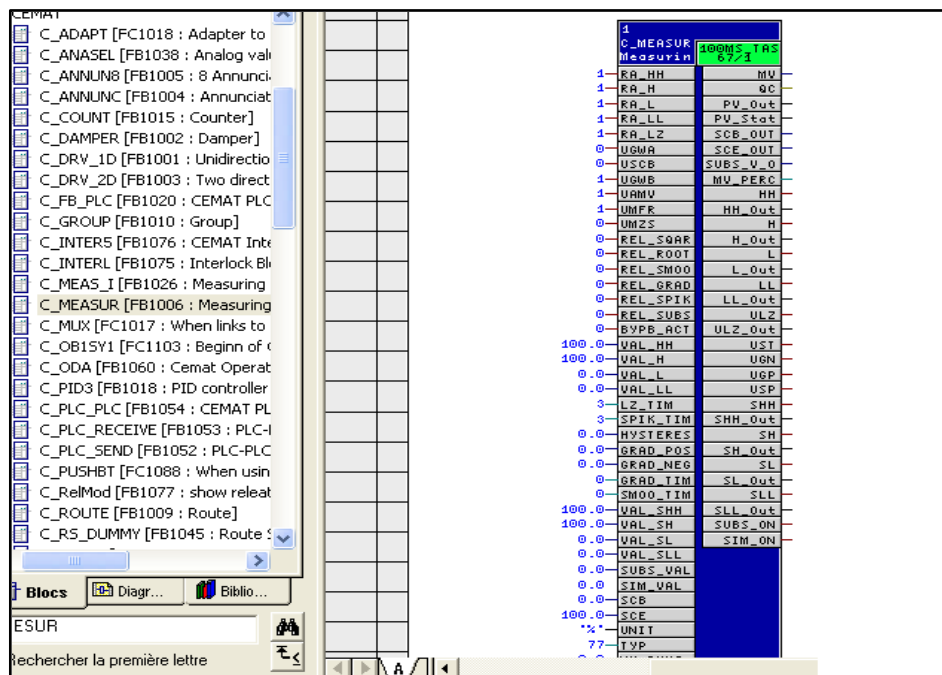 CEMAT
C_ADAPT [FC1018 : Adapter to
C_ANASEL [FB1038 : Analog val
C_ANNUN8 [FB1005 : 8 Annunci
C_ANNUNC [FB1004 : Annunciat
C_COUNT [FB1015 : Counter]
C_DAMPER [FB1002 : Damper]
C_DRV_1D [FB1001 : Unidirectio
C_DRV_2D [FB1003 : Two direct
C_FB_PLC [FB1020 : CEMAT PLC
C_GROUP [FB1010 : Group]
C_INTER5 [FB1076 : CEMAT Inte
C_INTERL [FB1075 : Interlock Bl
C_MEAS_I [FB1026 : Measuring
C_MEASUR [FB1006 : Measuring
C_MUX [FC1017 : When links to
C_OB1SY1 [FC1103 : Beginn of
C_ODA [FB1060 : Cemat Operat
C_PID3 [FB1018 : PID controller
C_PLC_PLC [FB1054 : CEMAT PL
C_PLC_RECEIVE [FB1053 : PLC-
C_PLC_SEND [FB1052 : PLC-PLC
C_PUSHBT [FC1088 : When usin
C_RelMod [FB1077 : show releat
C_ROUTE [FB1009 : Route]
C_RS_DUMMY [FB1045 : Route S
Blocs Diagr... Biblio...
ESUR
Rechercher la première lettre
1
C_MEASUR
Measurin
100MS_TAS
67/1
1 RA_HH MV
1 RA_H QC
1 RA_L PV_Out
1 RA_LL PV_Stat
1 RA_LZ SCB_OUT
0 UGWA SCE_OUT
0 USCB SUBS_V_O
1 UGWB MV_PERC
1 UAMV HH
1 UMFR HH_Out
0 UMZS H
0 REL_SQAR H_Out
0 REL_ROOT L
0 REL_SMOO L_Out
0 REL_GRAD LL
0 REL_SPIK LL_Out
0 REL_SUBS ULZ
0 BYPB_ACT ULZ_Out
100.0 VAL_HH UST
100.0 VAL_H UGN
0.0 VAL_L UGP
0.0 VAL_LL USP
3 LZ_TIM SHH
3 SPIK_TIM SHH_Out
0.0 HYSTERES SH
0.0 GRAD_POS SH_Out
0.0 GRAD_NEG SL
0 GRAD_TIM SL_Out
0 SMOO_TIM SLL
100.0 VAL_SHH SLL_Out
100.0 VAL_SH SUBS_ON
0.0 VAL_SL SIM_ON
0.0 VAL_SLL
0.0 SUBS_VAL
0.0 SIM_VAL
0.0 SCB
100.0 SCE
'%' UNIT
77 TYP
A